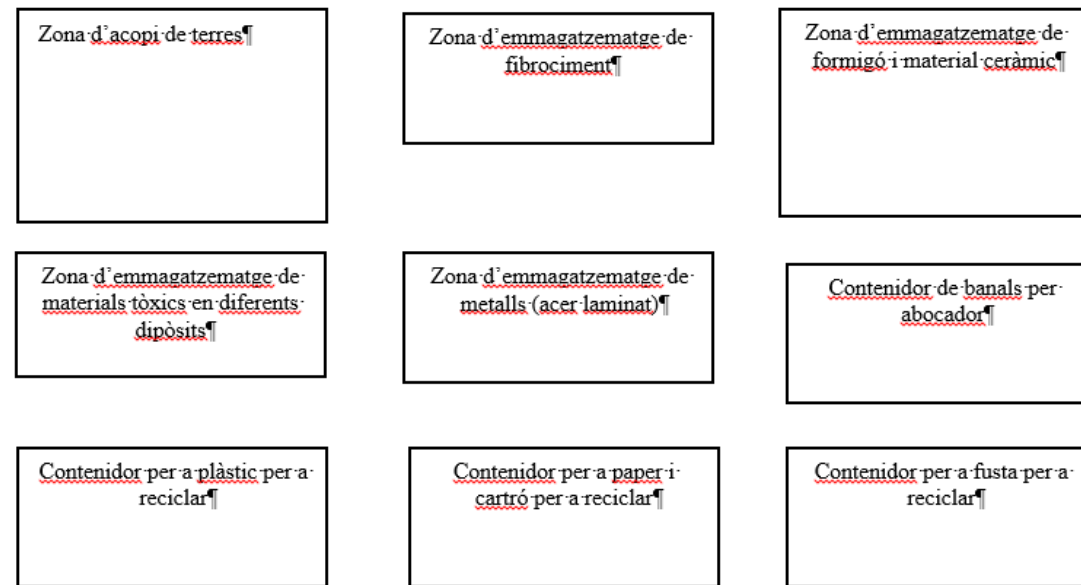 Zona d'acopi de terres¶
Zona d'emmagatzematge de
fibrociment¶
Zona d'emmagatzematge de
formigó i material ceràmic¶
Zona d'emmagatzematge de
materials tòxics en diferents
dipòsits¶
Zona d'emmagatzematge de
metalls (acer laminat)¶
Contenidor de banals per
abocador¶
Contenidor per a plàstic per a
reciclar¶
Contenidor per a paper i
cartró per a reciclar¶
Contenidor per a fusta per a
reciclar¶